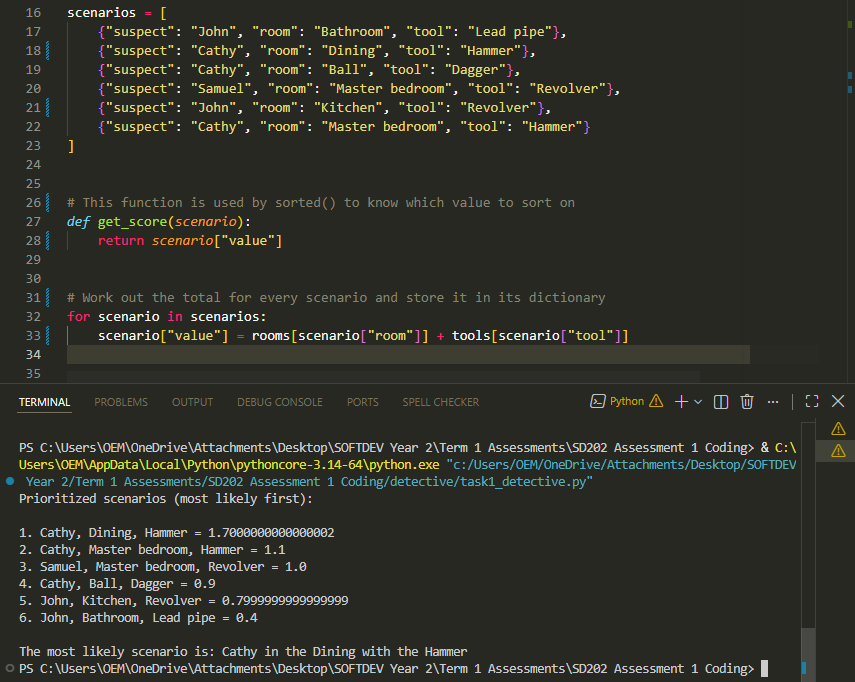 16 scenarios = [
17 {"suspect": "John", "room": "Bathroom", "tool": "Lead pipe"},
18 {"suspect": "Cathy", "room": "Dining", "tool": "Hammer"},
19 {"suspect": "Cathy", "room": "Ball", "tool": "Dagger"},
20 {"suspect": "Samuel", "room": "Master bedroom", "tool": "Revolver"},
21 {"suspect": "John", "room": "Kitchen", "tool": "Revolver"},
22 {"suspect": "Cathy", "room": "Master bedroom", "tool": "Hammer"}
23 ]
24
25
26 # This function is used by sorted() to know which value to sort on
27 def get_score(scenario):
28 return scenario["value"]
29
30
31 # Work out the total for every scenario and store it in its dictionary
32 for scenario in scenarios:
33 scenario["value"] = rooms[scenario["room"]] + tools[scenario["tool"]]
34
35
TERMINAL PROBLEMS OUTPUT DEBUG CONSOLE PORTS SPELL CHECKER Python
PS C:\Users\OEM\OneDrive\Attachments\Desktop\SOFTDEV Year 2\Term 1 Assessments\SD202 Assessment 1 Coding> & C:\
Users\OEM\AppData\Local\Python\pythoncore-3.14-64\python.exe "c:/Users/OEM/OneDrive/Attachments/Desktop/SOFTDEV
Year 2/Term 1 Assessments/SD202 Assessment 1 Coding/detective/task1_detective.py"
Prioritized scenarios (most likely first):
1. Cathy, Dining, Hammer = 1.7000000000000002
2. Cathy, Master bedroom, Hammer = 1.1
3. Samuel, Master bedroom, Revolver = 1.0
4. Cathy, Ball, Dagger = 0.9
5. John, Kitchen, Revolver = 0.7999999999999999
6. John, Bathroom, Lead pipe = 0.4
The most likely scenario is: Cathy in the Dining with the Hammer
PS C:\Users\OEM\OneDrive\Attachments\Desktop\SOFTDEV Year 2\Term 1 Assessments\SD202 Assessment 1 Coding>